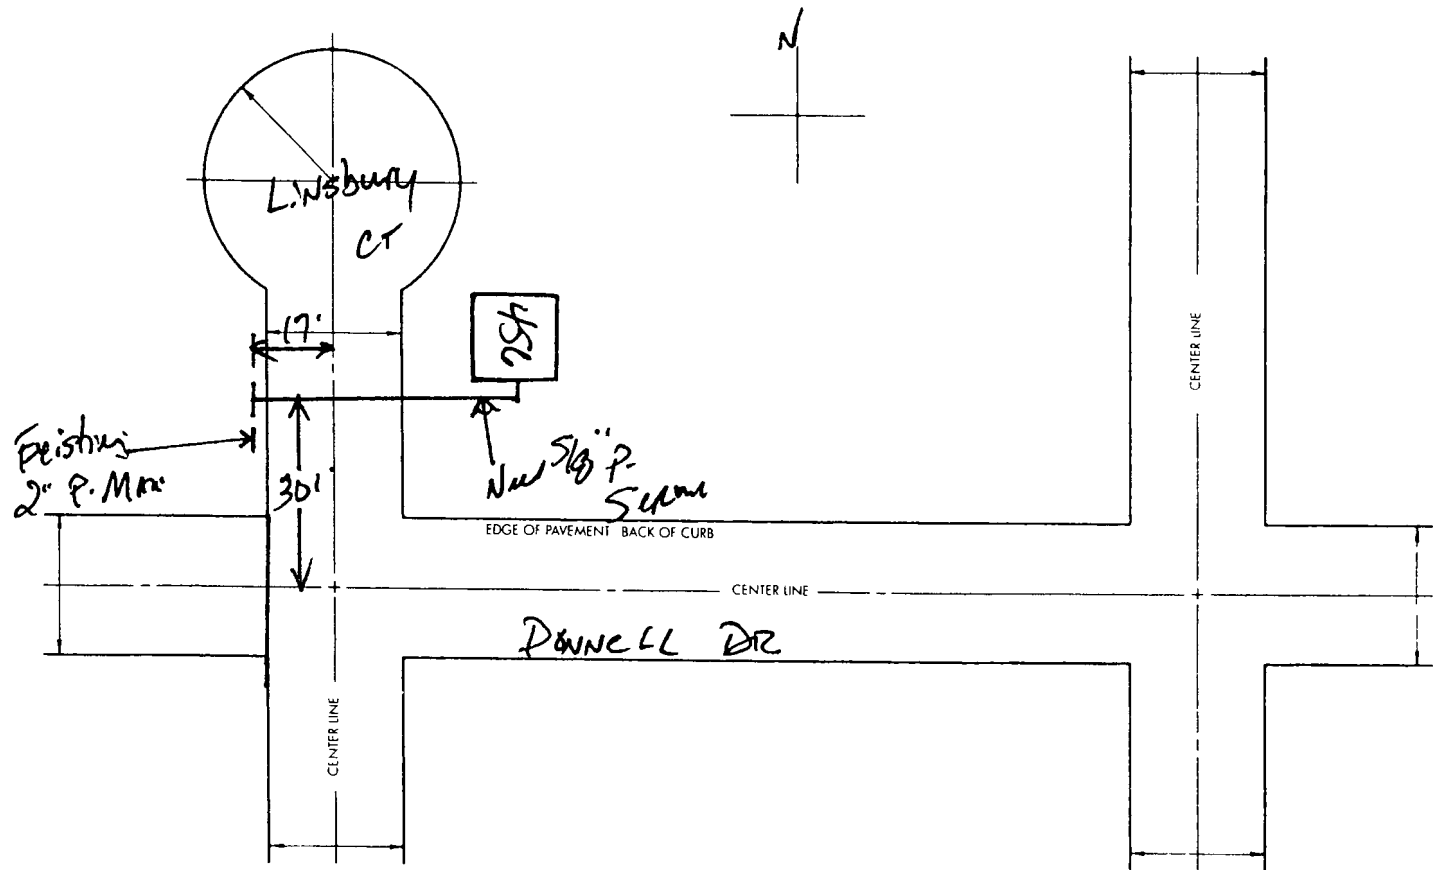 N
Linsbury
CT
17'
756
Existing
2" P. Main
30'
New 5/8" P.
Service
EDGE OF PAVEMENT BACK OF CURB
CENTER LINE
CENTER LINE
DONNELL DR
CENTER LINE